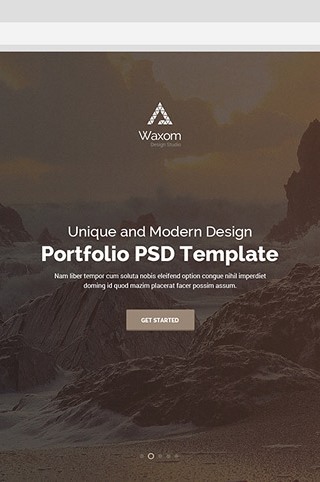 Waxom
Design Studio
Unique and Modern Design
Portfolio PSD Template
Nam liber tempor cum soluta nobis eleifend option congue nihil imperdiet
doming id quod mazim placerat facer possim assum.
GET STARTED